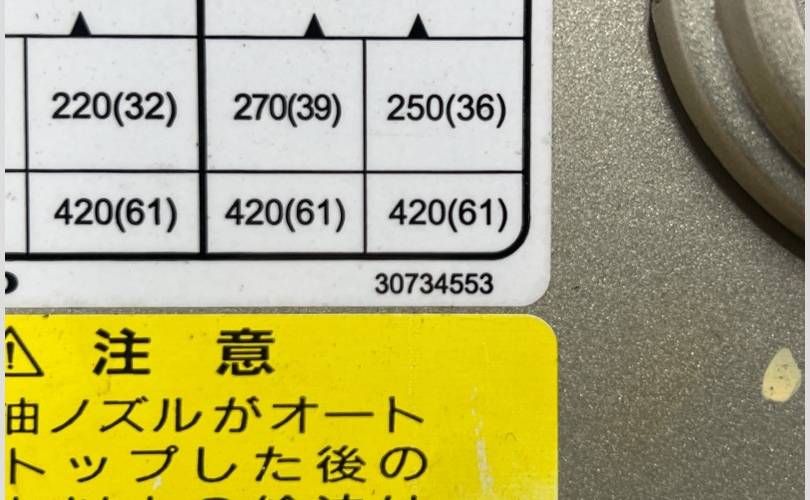 220(32) 270(39) 250(36)
420(61) 420(61) 420(61)
30734553
注意
油ノズルがオート
トップした後の